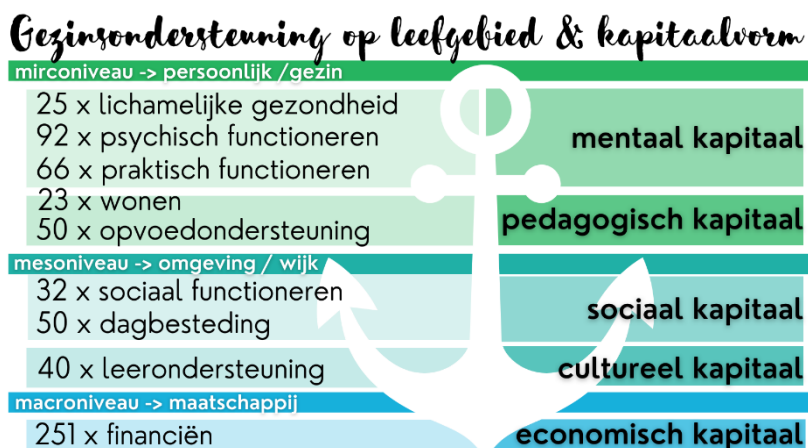 Gezinsondersteuning op leefgebied & kapitaalvorm
mirconiveau -> persoonlijk /gezin
25 x lichamelijke gezondheid
92 x psychisch functioneren
66 x praktisch functioneren
mentaal kapitaal
23 x wonen
50 x opvoedondersteuning
pedagogisch kapitaal
mesoniveau -> omgeving / wijk
32 x sociaal functioneren
50 x dagbesteding
sociaal kapitaal
40 x leerondersteuning
cultureel kapitaal
macroniveau -> maatschappij
251 x financiën
economisch kapitaal